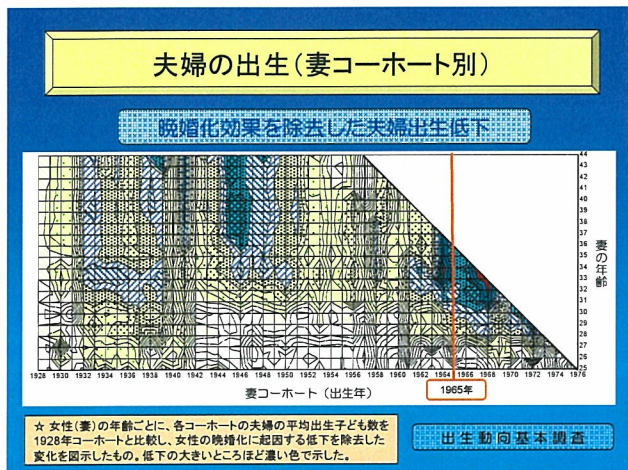 夫婦の出生(妻コーホート別)
晩婚化効果を除去した夫婦出生低下
44
43
42
41
40
39
38
37
36
35
34
33
32
31
30
29
28
27
26
25
妻の年齢
1928 1930 1932 1934 1936 1938 1940 1942 1944 1946 1948 1950 1952 1954 1956 1958 1960 1962 1964 1966 1968 1970 1972 1974 1976
妻コーホート(出生年)
1965年
☆ 女性(妻)の年齢ごとに、各コーホートの夫婦の平均出生子ども数を
1928年コーホートと比較し、女性の晩婚化に起因する低下を除去した
変化を図示したもの。低下の大きいところほど濃い色で示した。
出生動向基本調査